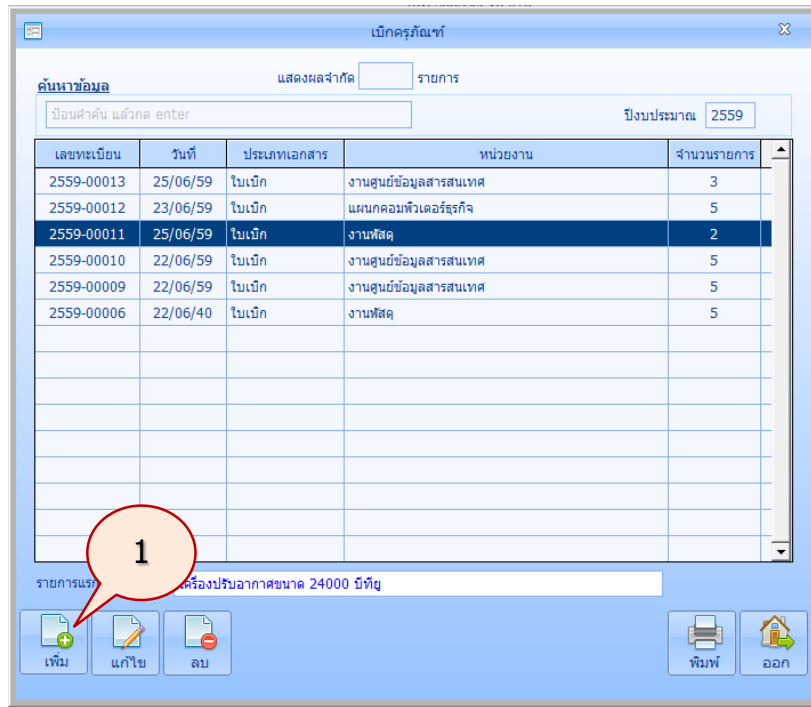 เบิกครุภัณฑ์
ค้นหาข้อมูล แสดงผลจำกัด รายการ
ป้อนคำค้น แล้วกด enter ปีงบประมาณ 2559
เลขทะเบียน วันที่ ประเภทเอกสาร หน่วยงาน จำนวนรายการ
2559-00013 25/06/59 ใบเบิก งานศูนย์ข้อมูลสารสนเทศ 3
2559-00012 23/06/59 ใบเบิก แผนกคอมพิวเตอร์ธุรกิจ 5
2559-00011 25/06/59 ใบเบิก งานพัสดุ 2
2559-00010 22/06/59 ใบเบิก งานศูนย์ข้อมูลสารสนเทศ 5
2559-00009 22/06/59 ใบเบิก งานศูนย์ข้อมูลสารสนเทศ 5
2559-00006 22/06/40 ใบเบิก งานพัสดุ 5
1
รายการแรก เครื่องปรับอากาศขนาด 24000 บีทียู
เพิ่ม แก้ไข ลบ พิมพ์ ออก